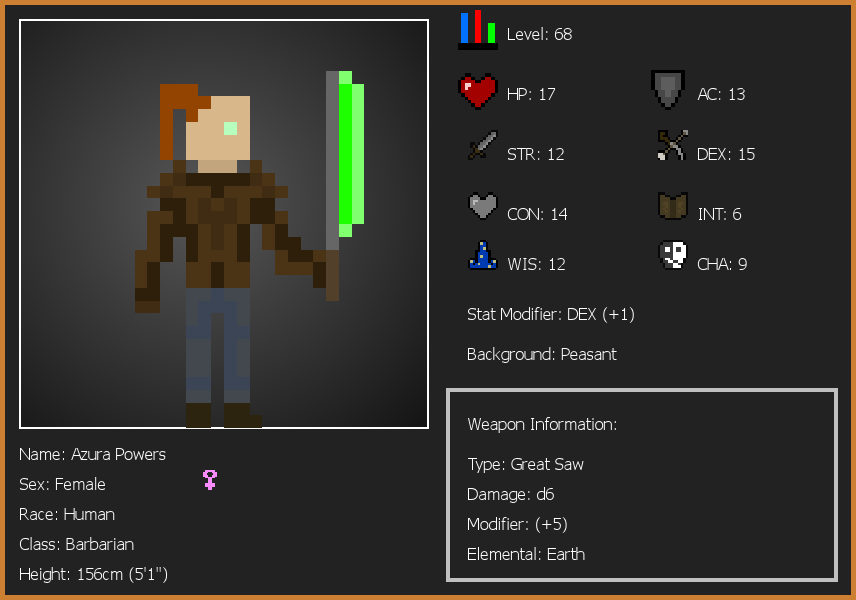 Level: 68
HP: 17
AC: 13
STR: 12
DEX: 15
CON: 14
INT: 6
WIS: 12
CHA: 9
Stat Modifier: DEX (+1)
Background: Peasant
Weapon Information:
Type: Great Saw
Damage: d6
Modifier: (+5)
Elemental: Earth
Name: Azura Powers
Sex: Female
Race: Human
Class: Barbarian
Height: 156cm (5'1")